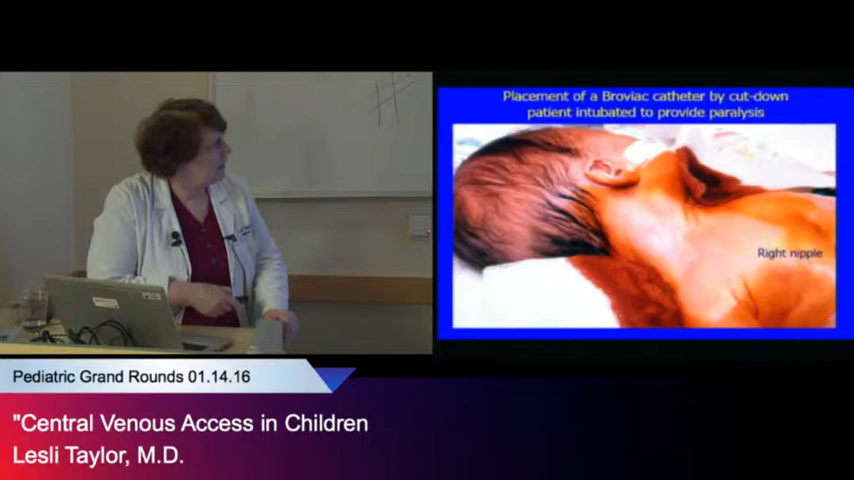 Placement of a Broviac catheter by cut-down
patient intubated to provide paralysis
Right nipple
Pediatric Grand Rounds 01.14.16
"Central Venous Access in Children
Lesli Taylor, M.D.